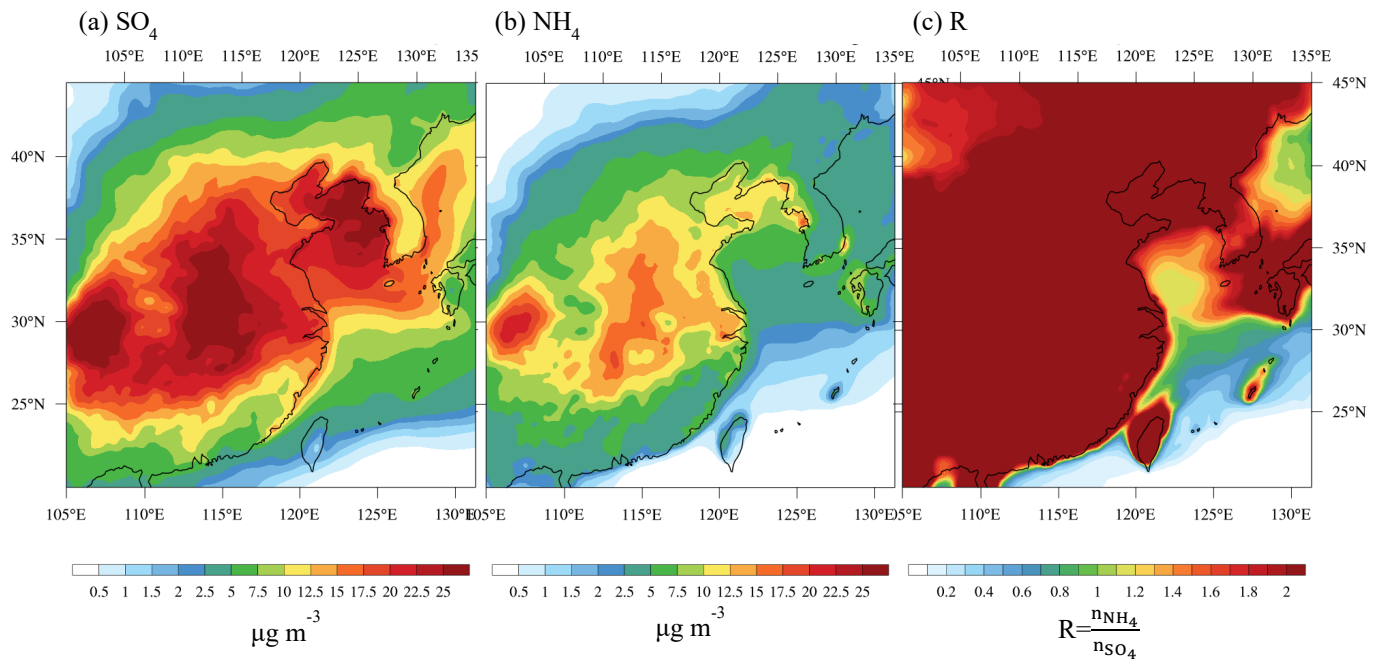 (a) SO4 (b) NH4 (c) R
105°E 110°E 115°E 120°E 125°E 130°E 135°E 105°E 110°E 115°E 120°E 125°E 130°E 135°E 105°E 110°E 115°E 120°E 125°E 130°E 135°E
45°N 45°N
40°N 40°N
35°N 35°N
30°N 30°N
25°N 25°N
105°E 110°E 115°E 120°E 125°E 130°E 105°E 110°E 115°E 120°E 125°E 130°E 105°E 110°E 115°E 120°E 125°E 130°E
0.5 1 1.5 2 2.5 5 7.5 10 12.5 15 17.5 20 22.5 25 0.5 1 1.5 2 2.5 5 7.5 10 12.5 15 17.5 20 22.5 25 0.2 0.4 0.6 0.8 1 1.2 1.4 1.6 1.8 2
μg m-3 μg m-3 R=nNH4/nSO4